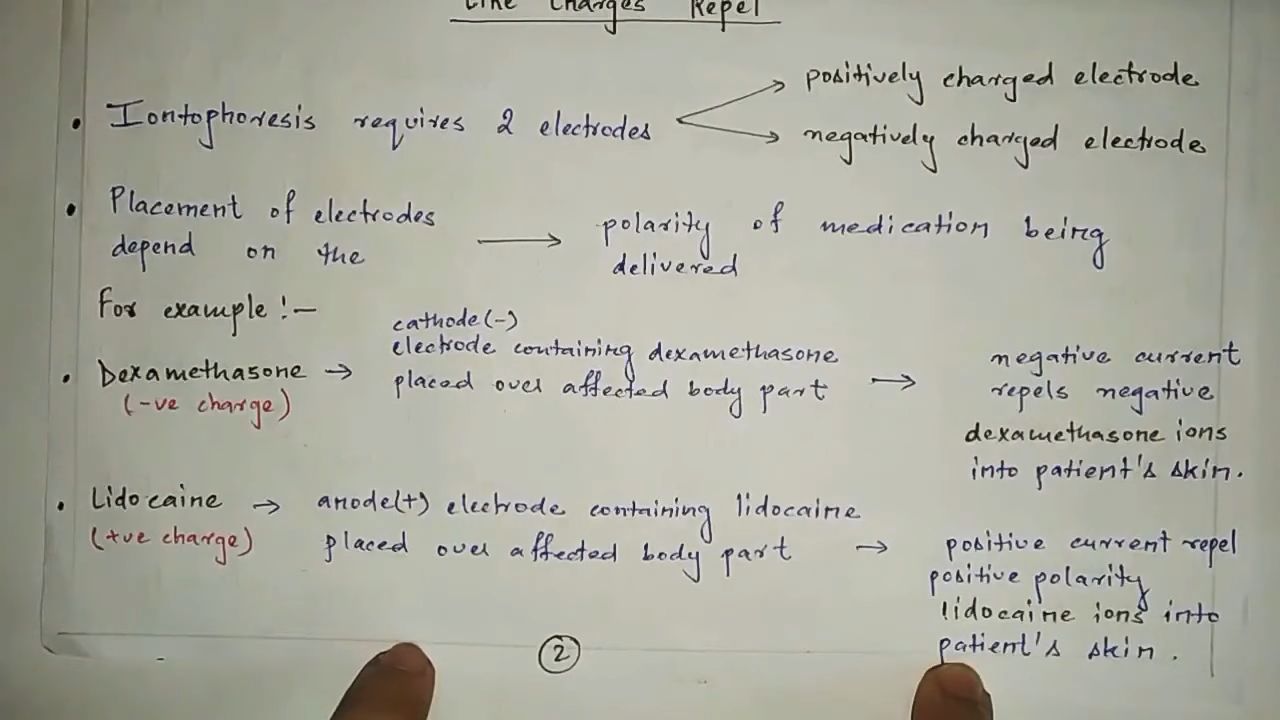 Like Charges Repel
• Iontophoresis requires 2 electrodes
positively charged electrode
negatively charged electrode
• Placement of electrodes
depend on the → polarity of medication being
delivered
For example :-
• Dexamethasone →
(-ve charge)
cathode(-)
electrode containing dexamethasone
placed over affected body part →
negative current
repels negative
dexamethasone ions
into patient's skin.
• Lidocaine → anode(+) electrode containing lidocaine
(+ve charge) placed over affected body part →
positive current repel
positive polarity
lidocaine ions into
patient's skin.
2